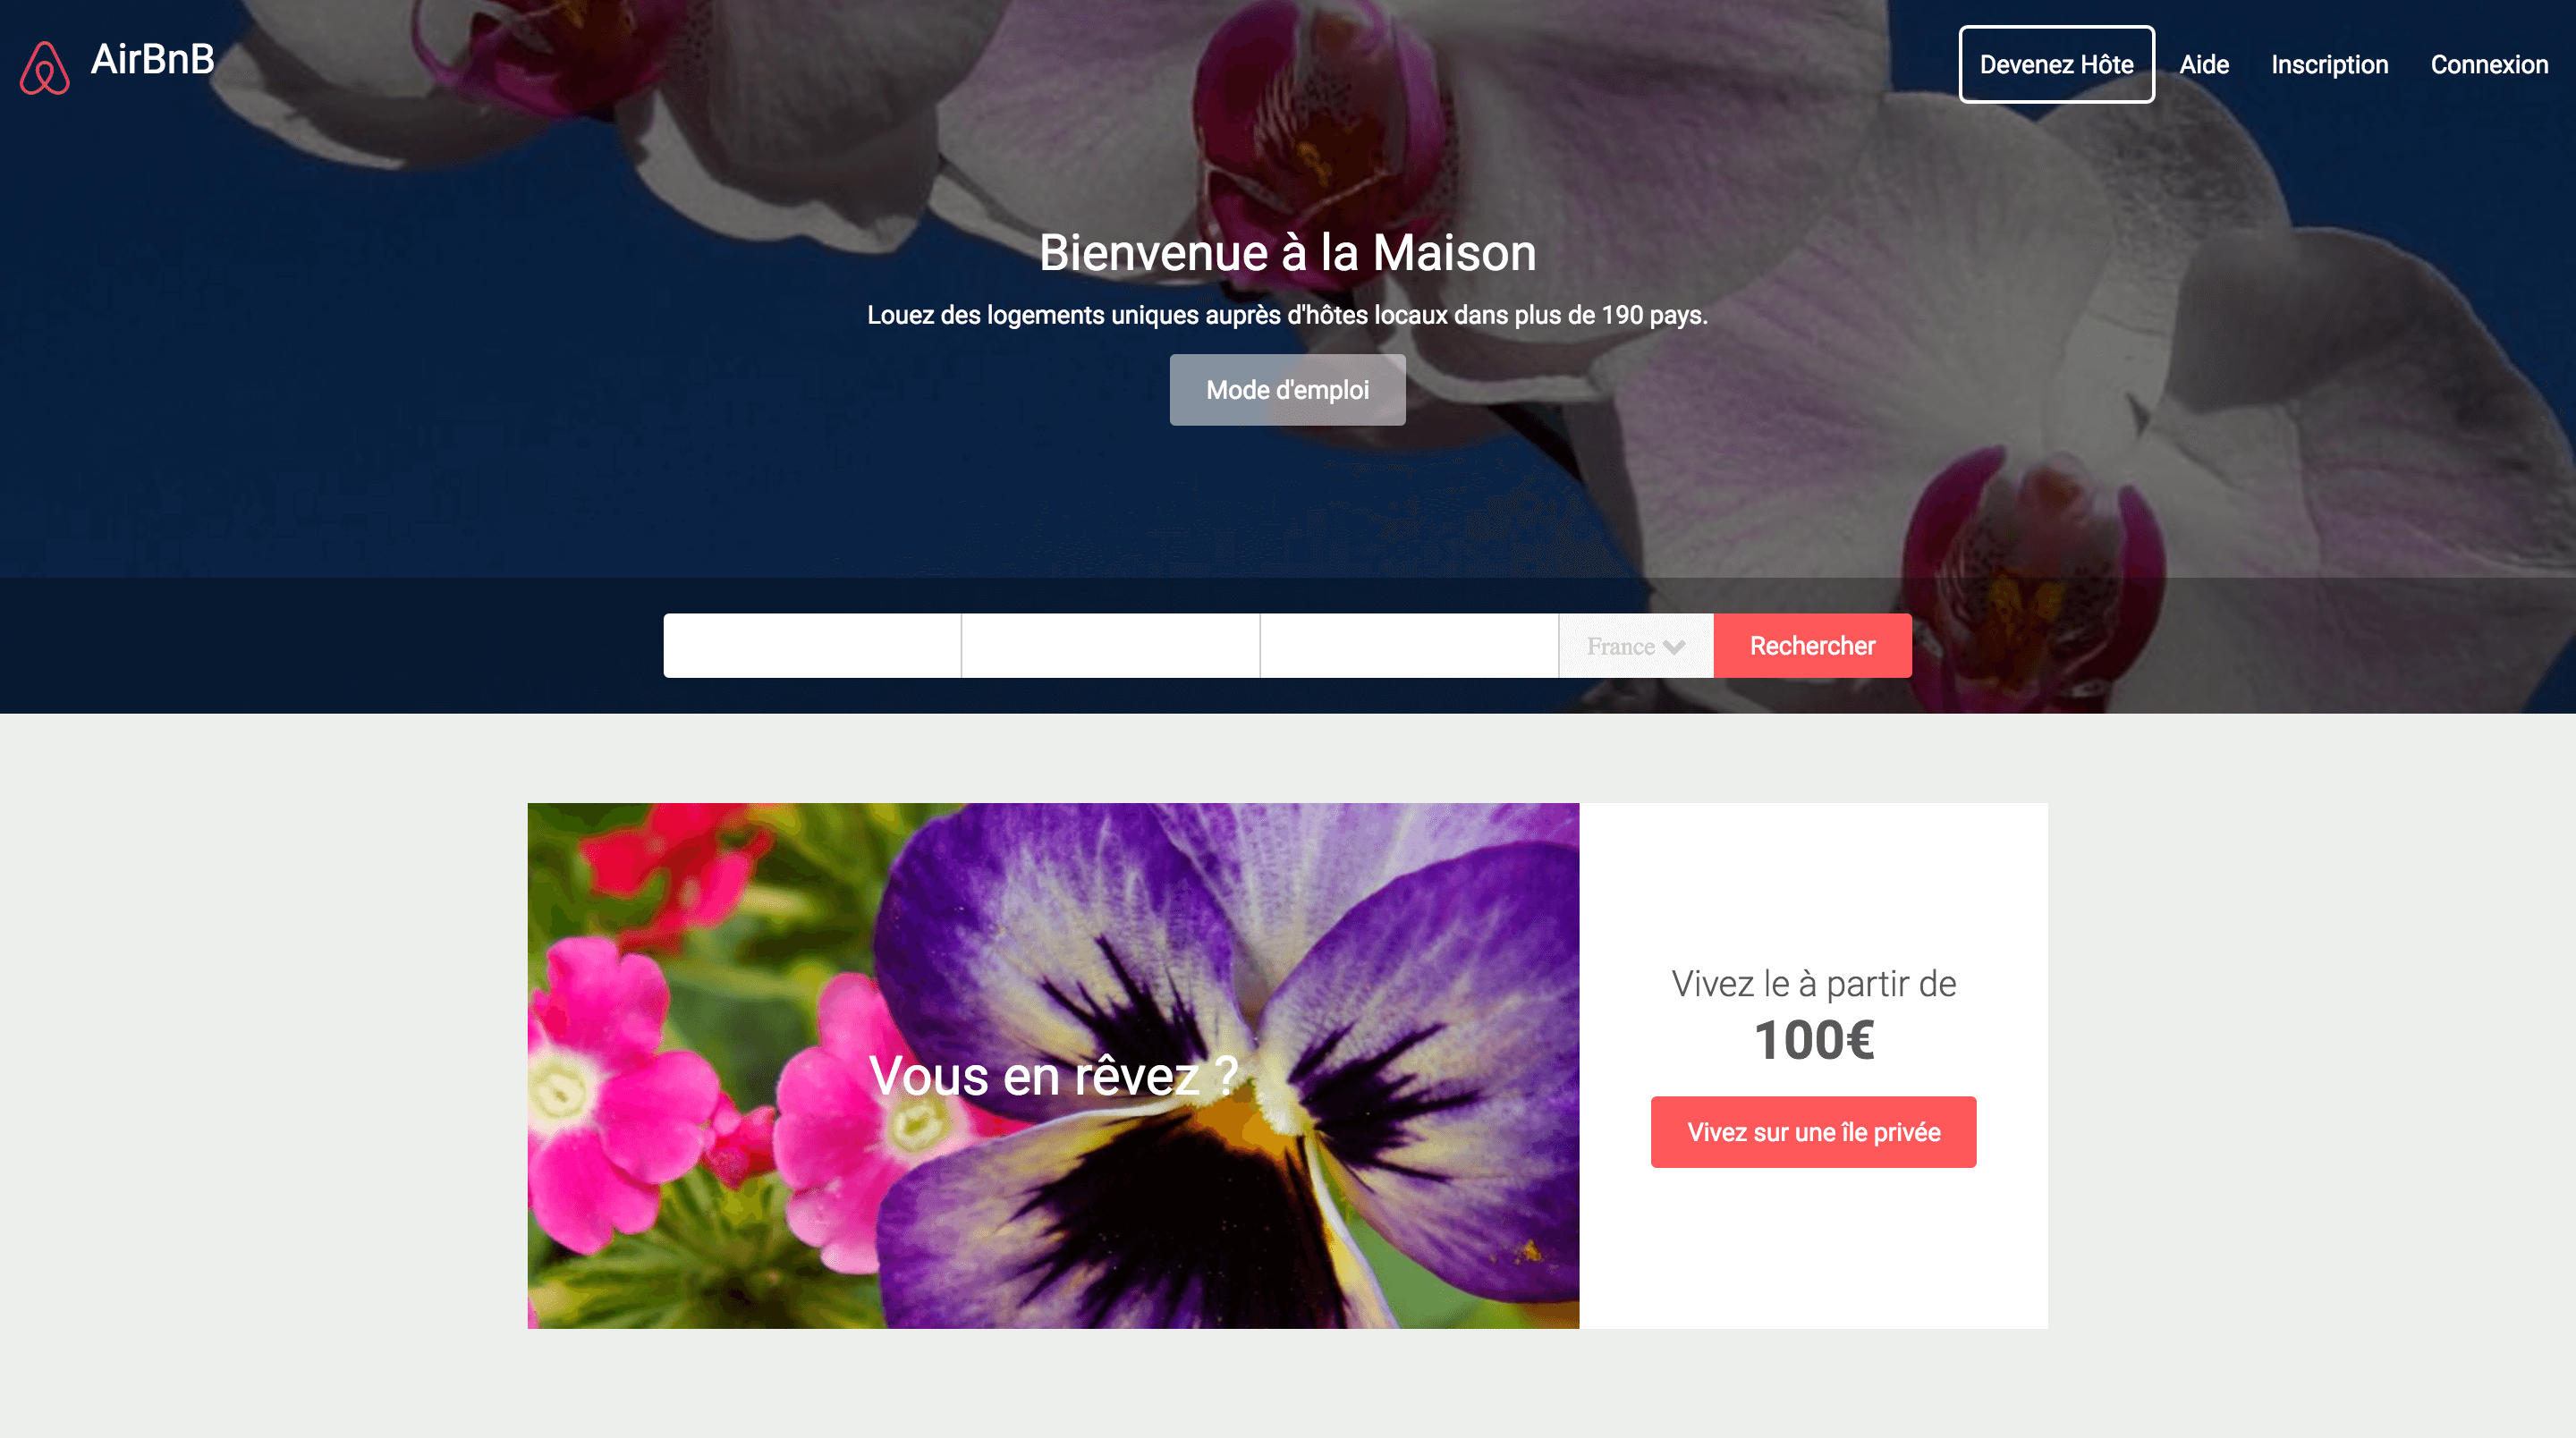 AirBnB
Devenez Hôte
Aide
Inscription
Connexion
Bienvenue à la Maison
Louez des logements uniques auprès d'hôtes locaux dans plus de 190 pays.
Mode d'emploi
France
Rechercher
Vous en rêvez ?
Vivez le à partir de
100€
Vivez sur une île privée